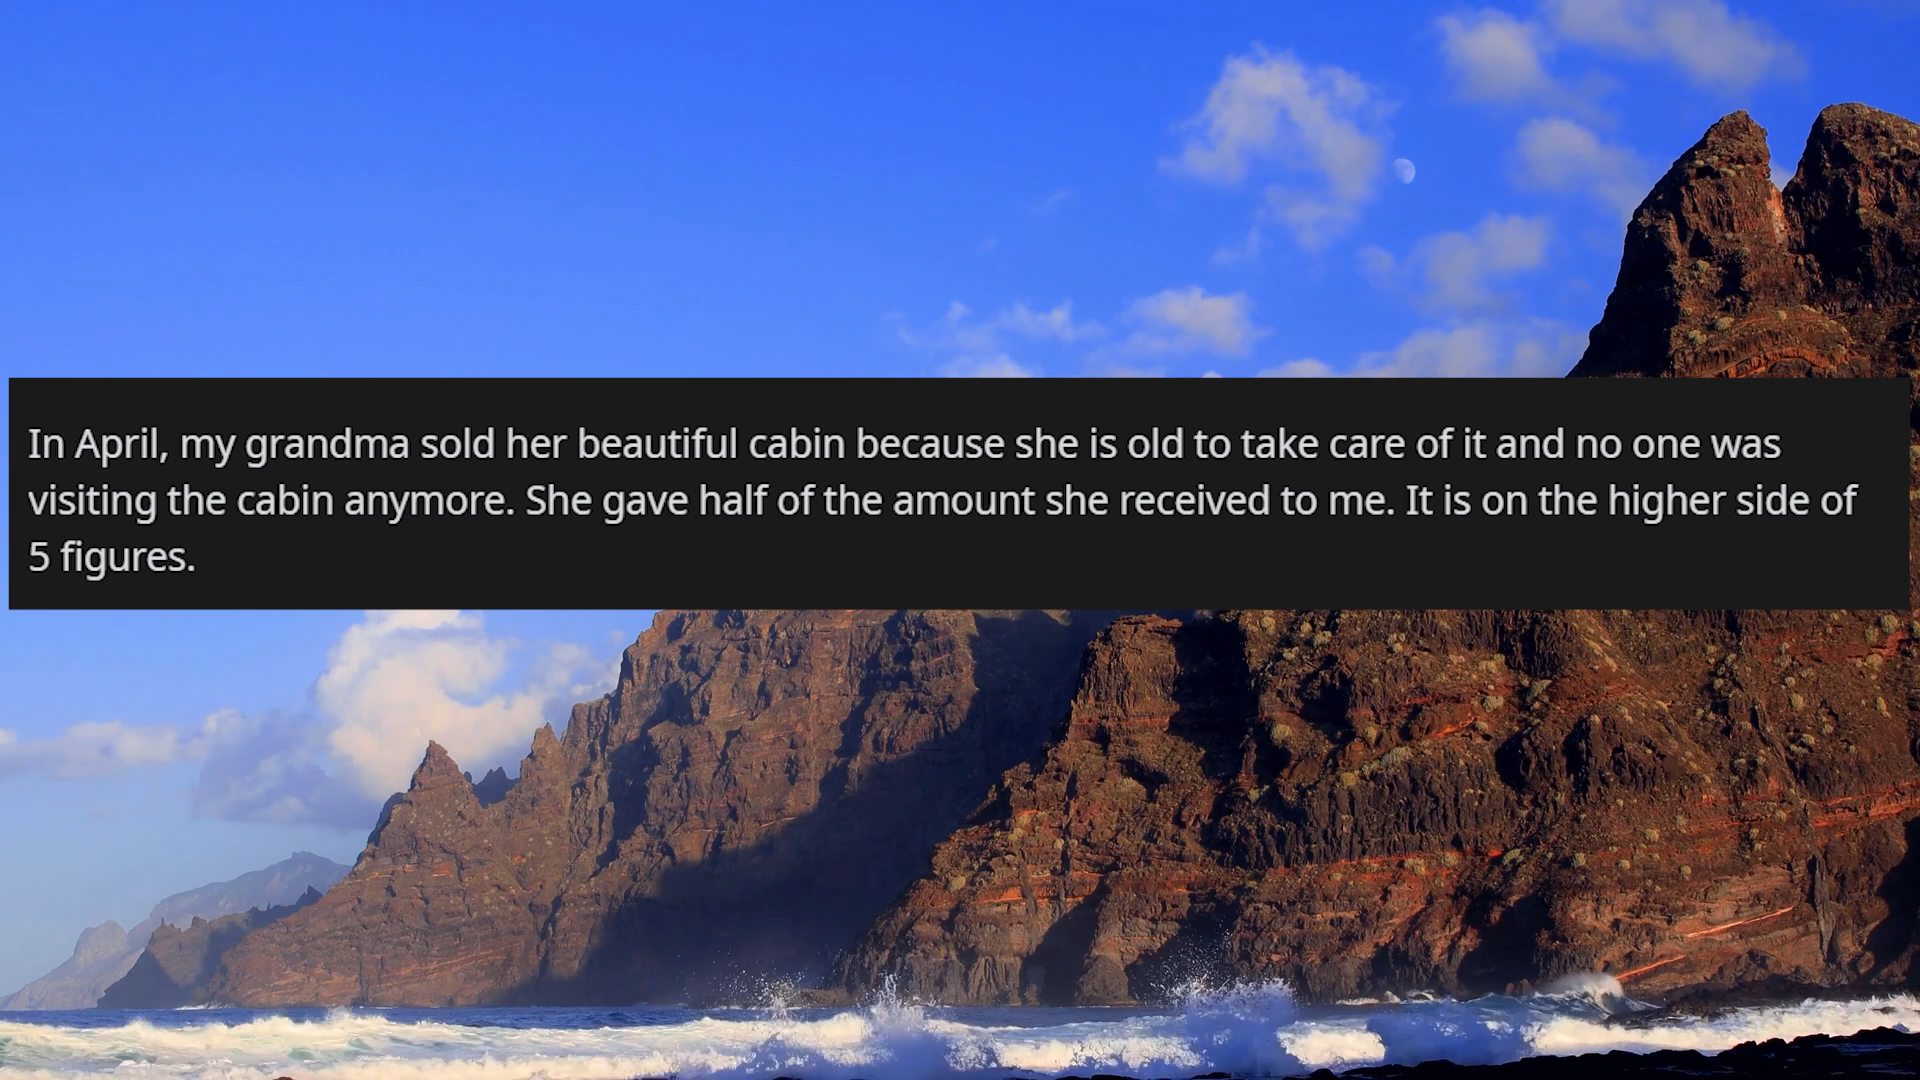 In April, my grandma sold her beautiful cabin because she is old to take care of it and no one was
visiting the cabin anymore. She gave half of the amount she received to me. It is on the higher side of
5 figures.